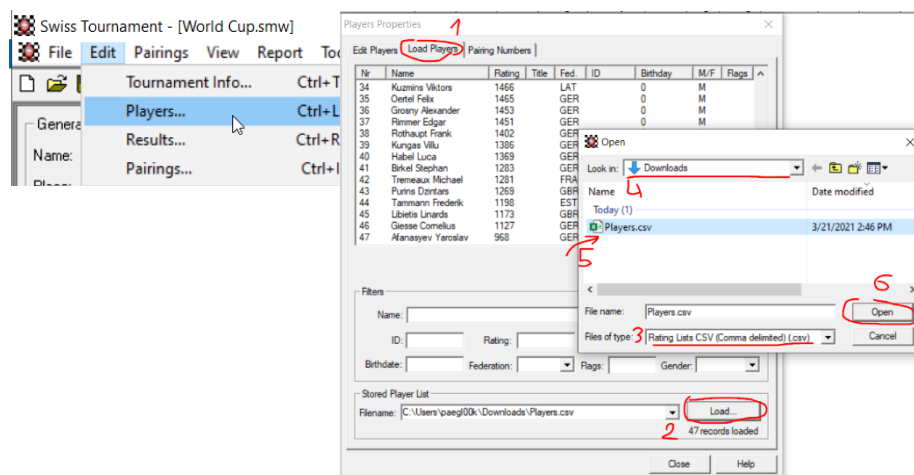 Swiss Tournament - [World Cup.smw]
File Edit Pairings View Report
Tournament Info... Ctrl+T
Players... Ctrl+L
Results... Ctrl+R
Pairings... Ctrl+I
Genera
Name:
1
Players Properties
Edit Players Load Players Pairing Numbers
Nr Name Rating Title Fed. ID Birthday M/F Flags
34 Kuzmins Viktors 1466 LAT 0 M
35 Oertel Felix 1465 GER 0 M
36 Grosny Alexander 1453 GER 0 M
37 Rimmer Edgar 1451 GER 0 M
38 Rothaupt Frank 1402 GER
39 Kungas Villu 1386 GER
40 Habel Luca 1369 GER
41 Birkel Stephan 1283 GER
42 Tremeaux Michael 1281 FRA
43 Purins Dzintars 1269 GBR
44 Tammann Frederik 1198 EST
45 Libietis Linards 1173 GBR
46 Giesse Cornelius 1127 GER
47 Afanasyev Yaroslav 968 GER
Filters
Name:
ID: Rating:
Birthdate: Federation: Flags: Gender:
Stored Player List
Filename: C:\Users\paegl00k\Downloads\Players.csv Load...
2 47 records loaded
Close Help
Open
Look in: Downloads
4
Name Date modified
Today (1)
Players.csv 3/21/2021 2:46 PM
5
6
File name: Players.csv Open
Files of type: 3 Rating Lists CSV (Comma delimited) (.csv) Cancel